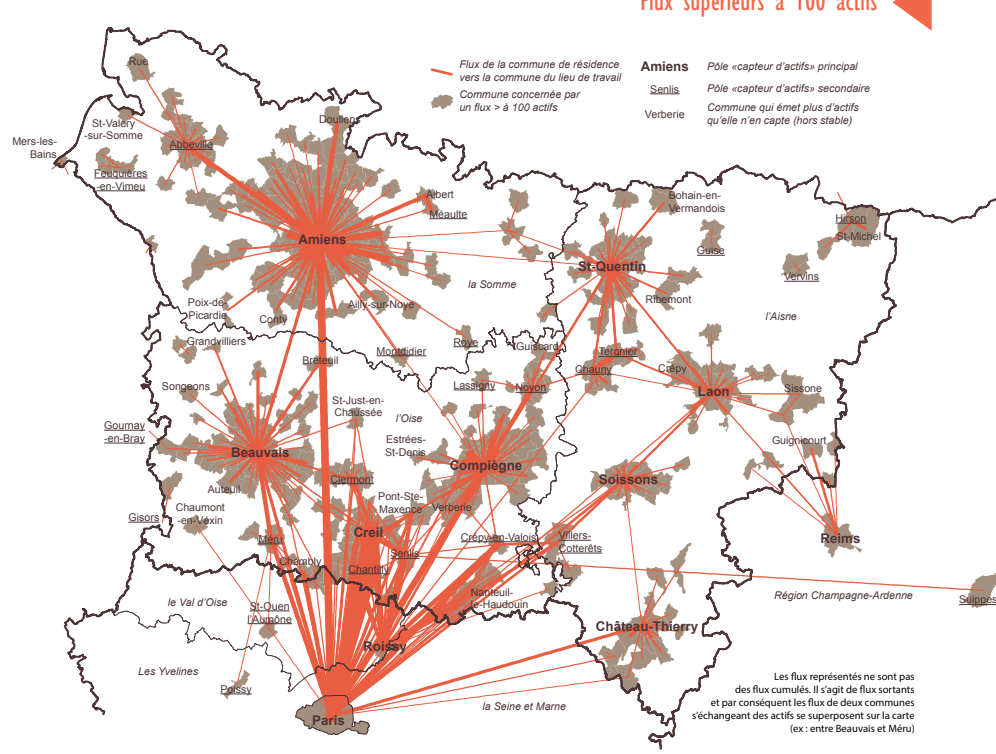 Flux supérieurs à 100 actifs
Flux de la commune de résidence
vers la commune du lieu de travail
Commune concernée par
un flux > à 100 actifs
Amiens
Pôle «capteur d'actifs» principal
Senlis
Pôle «capteur d'actifs» secondaire
Verberie
Commune qui émet plus d'actifs
qu'elle n'en capte (hors stable)
Rue
St-Valéry
-sur-Somme
Mers-les-
Bains
Abbeville
Feuquières
-en-Vimeu
Doullens
Albert
Méaulte
Amiens
Bohain-en-
Vermandois
Hirson
St-Michel
Guise
Vervins
St-Quentin
Ribemont
la Somme
l'Aisne
Poix-de-
Picardie
Conty
Ailly-sur-Noye
Grandvilliers
Roye
Montdidier
Guiscard
Tergnier
Chauny
Crépy
Bréteuil
Songeons
Lassigny
Noyon
Laon
Sissone
St-Just-en-
Chaussée
l'Oise
Gournay
-en-Bray
Estrées-
St-Denis
Guignicourt
Beauvais
Compiègne
Clermont
Soissons
Auteuil
Pont-Ste-
Maxence
Verberie
Chaumont
-en-Véxin
Gisors
Creil
Méru
Senlis
Crépy-en-Valois
Villers-
Cotterêts
Reims
Chambly
Chantilly
Nanteuil-
le-Haudouin
Région Champagne-Ardenne
Suippes
le Val d'Oise
St-Ouen
l'Aumône
Château-Thierry
Roissy
Les Yvelines
Poissy
la Seine et Marne
Paris
Les flux représentés ne sont pas
des flux cumulés. Il s'agit de flux sortants
et par conséquent les flux de deux communes
s'échangeant des actifs se superposent sur la carte
(ex : entre Beauvais et Méru)